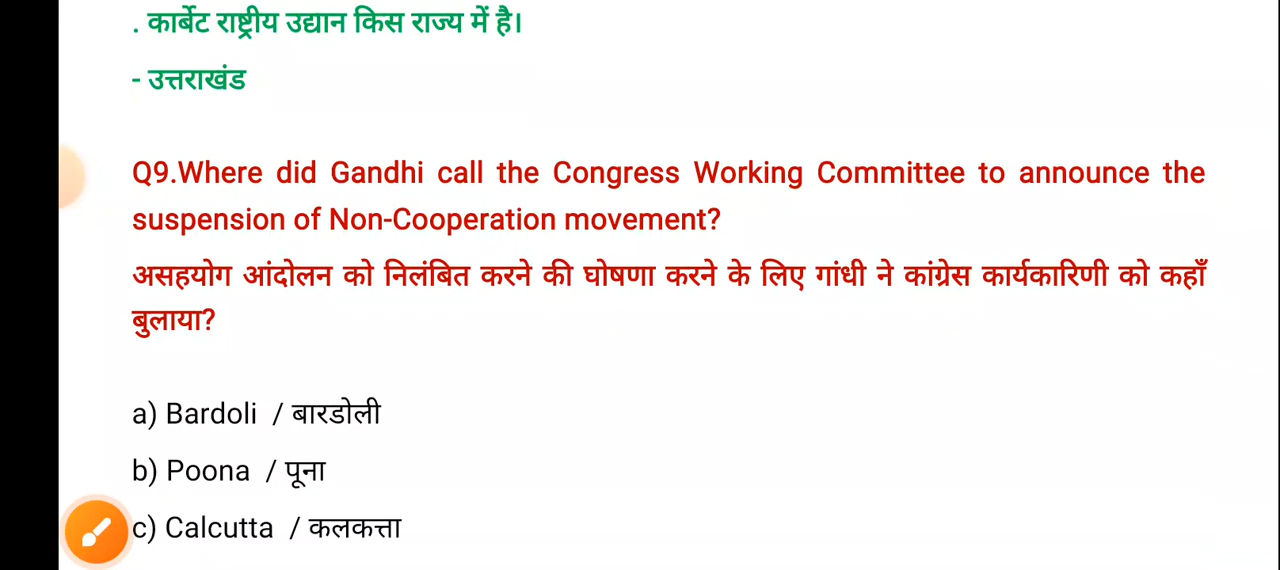 . कार्बेट राष्ट्रीय उद्यान किस राज्य में है।
- उत्तराखंड
Q9.Where did Gandhi call the Congress Working Committee to announce the
suspension of Non-Cooperation movement?
असहयोग आंदोलन को निलंबित करने की घोषणा करने के लिए गांधी ने कांग्रेस कार्यकारिणी को कहाँ
बुलाया?
a) Bardoli / बारडोली
b) Poona / पूना
c) Calcutta / कलकत्ता